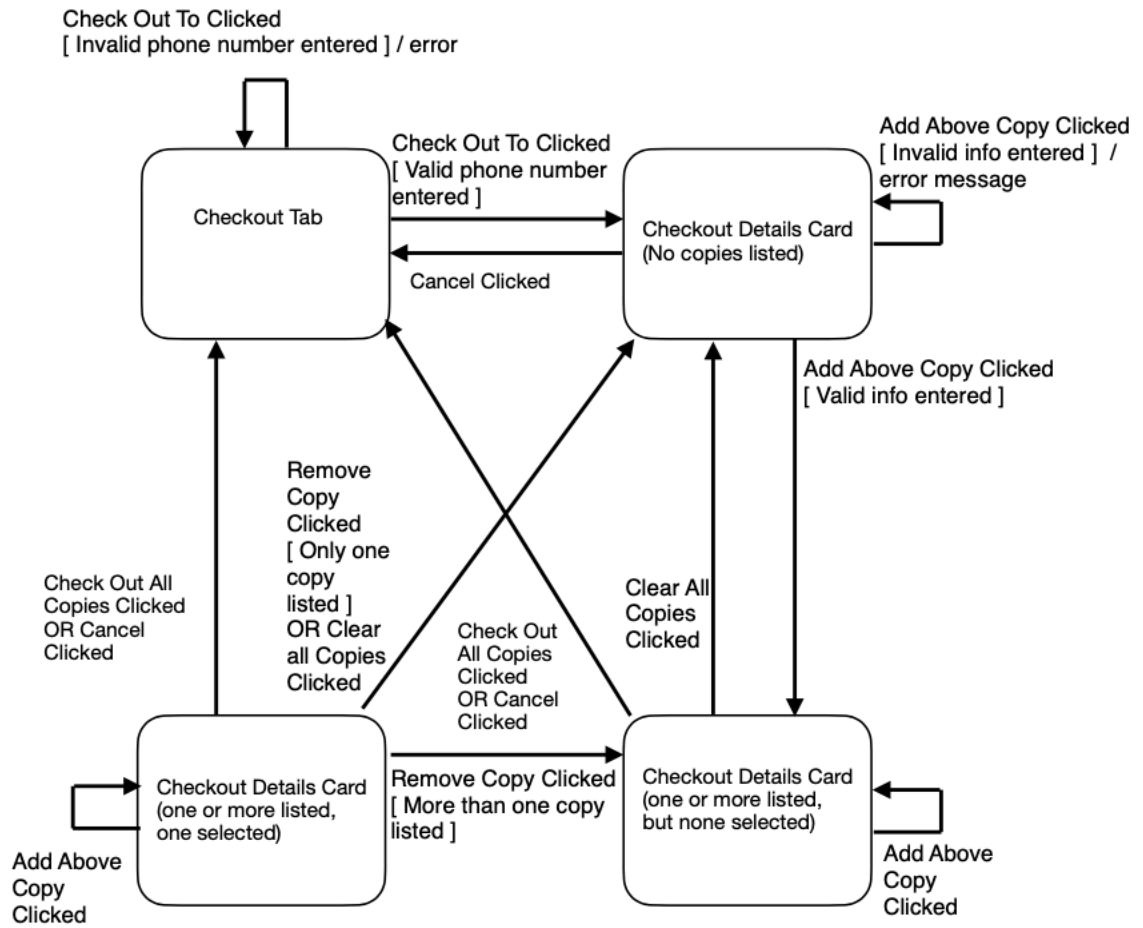 Check Out To Clicked
[ Invalid phone number entered ] / error
Check Out To Clicked
[ Valid phone number
entered ]
Add Above Copy Clicked
[ Invalid info entered ]  /
error message
Checkout Tab
Checkout Details Card
(No copies listed)
Cancel Clicked
Add Above Copy Clicked
[ Valid info entered ]
Remove
Copy
Clicked
[ Only one
copy
listed ]
OR Clear
all Copies
Clicked
Check Out All
Copies Clicked
OR Cancel
Clicked
Check Out
All Copies
Clicked
OR Cancel
Clicked
Clear All
Copies
Clicked
Checkout Details Card
(one or more listed,
one selected)
Remove Copy Clicked
[ More than one copy
listed ]
Checkout Details Card
(one or more listed,
but none selected)
Add Above
Copy
Clicked
Add Above
Copy
Clicked